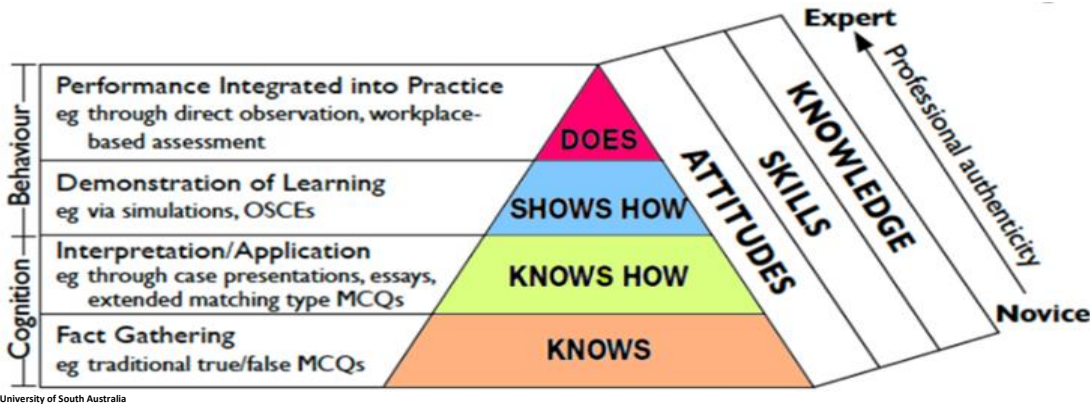 Expert
Performance Integrated into Practice
eg through direct observation, workplace-
based assessment
DOES
Demonstration of Learning
eg via simulations, OSCEs
SHOWS HOW
Interpretation/Application
eg through case presentations, essays,
extended matching type MCQs
KNOWS HOW
Fact Gathering
eg traditional true/false MCQs
KNOWS
Behaviour
Cognition
ATTITUDES
SKILLS
KNOWLEDGE
Professional authenticity
Novice
University of South Australia